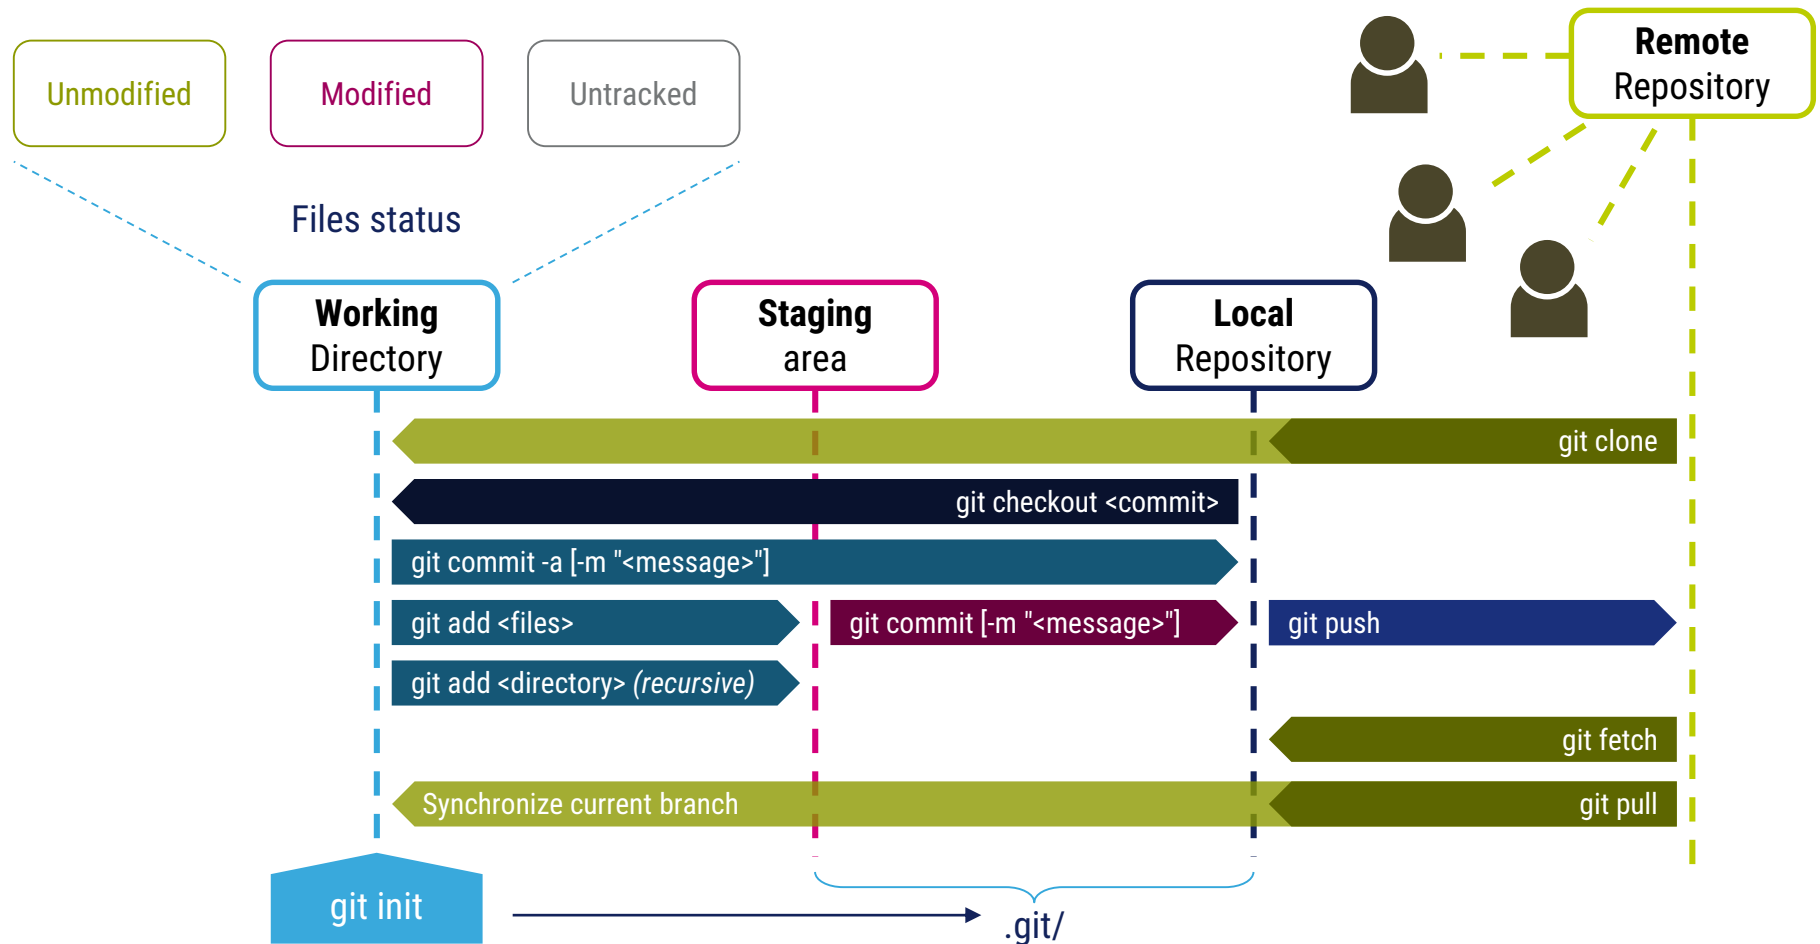 Unmodified
Modified
Untracked
Remote
Repository
Files status
Working
Directory
Staging
area
Local
Repository
git clone
git checkout <commit>
git commit -a [-m "<message>"]
git add <files>
git commit [-m "<message>"]
git push
git add <directory> (recursive)
git fetch
Synchronize current branch
git pull
git init
.git/